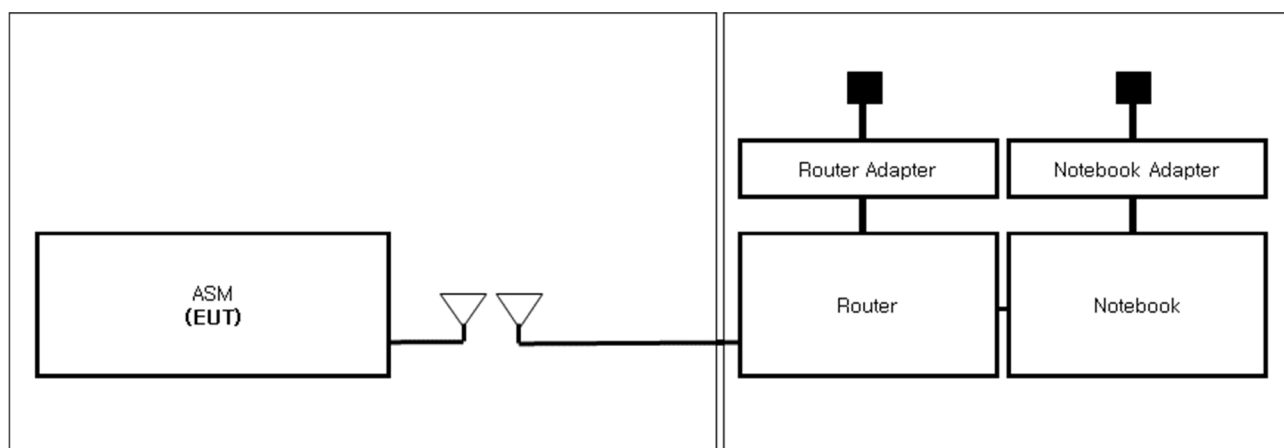 Router Adapter
Notebook Adapter
ASM
(EUT)
Router
Notebook